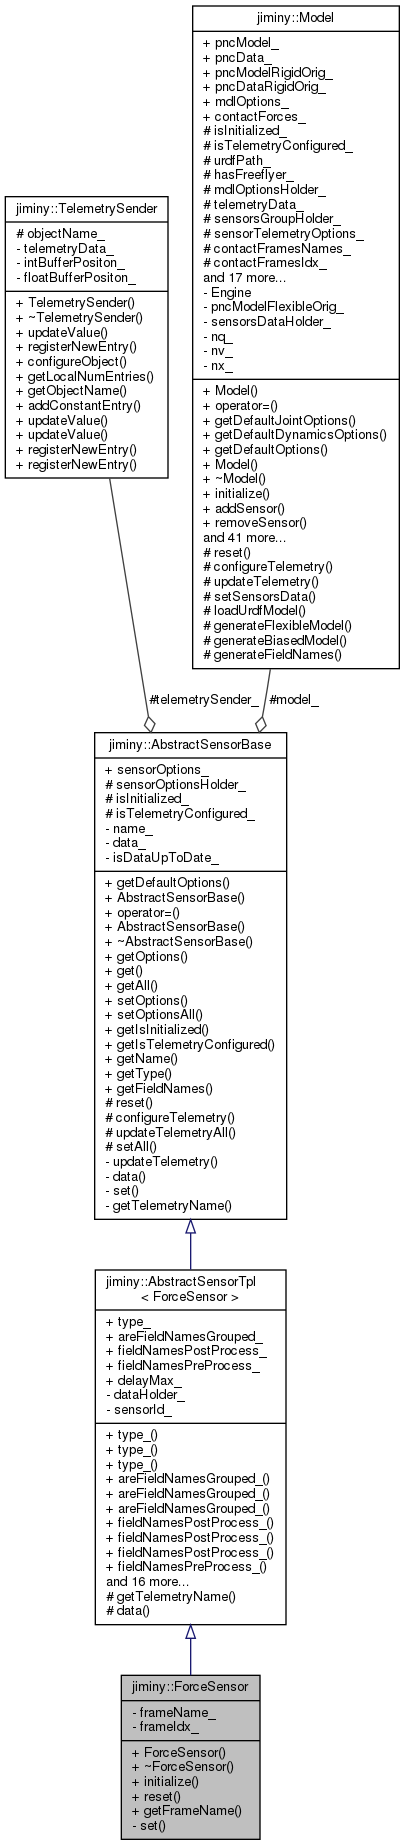 jiminy::Model
+ pncModel_
+ pncData_
+ pncModelRigidOrig_
+ pncDataRigidOrig_
+ mdlOptions_
+ contactForces_
# isInitialized_
# isTelemetryConfigured_
# urdfPath_
# hasFreeflyer_
# mdlOptionsHolder_
# telemetryData_
# sensorsGroupHolder_
# sensorTelemetryOptions_
# contactFramesNames_
# contactFramesIdx_
and 17 more...
- Engine
- pncModelFlexibleOrig_
- sensorsDataHolder_
- nq_
- nv_
- nx_
+ Model()
+ operator=()
+ getDefaultJointOptions()
+ getDefaultDynamicsOptions()
+ getDefaultOptions()
+ Model()
+ ~Model()
+ initialize()
+ addSensor()
+ removeSensor()
and 41 more...
# reset()
# configureTelemetry()
# updateTelemetry()
# setSensorsData()
# loadUrdfModel()
# generateFlexibleModel()
# generateBiasedModel()
# generateFieldNames()
jiminy::TelemetrySender
# objectName_
- telemetryData_
- intBufferPositon_
- floatBufferPositon_
+ TelemetrySender()
+ ~TelemetrySender()
+ updateValue()
+ registerNewEntry()
+ configureObject()
+ getLocalNumEntries()
+ getObjectName()
+ addConstantEntry()
+ updateValue()
+ updateValue()
+ registerNewEntry()
+ registerNewEntry()
#telemetrySender_
#model_
jiminy::AbstractSensorBase
+ sensorOptions_
# sensorOptionsHolder_
# isInitialized_
# isTelemetryConfigured_
- name_
- data_
- isDataUpToDate_
+ getDefaultOptions()
+ AbstractSensorBase()
+ operator=()
+ AbstractSensorBase()
+ ~AbstractSensorBase()
+ getOptions()
+ get()
+ getAll()
+ setOptions()
+ setOptionsAll()
+ getIsInitialized()
+ getIsTelemetryConfigured()
+ getName()
+ getType()
+ getFieldNames()
# reset()
# configureTelemetry()
# updateTelemetryAll()
# setAll()
- updateTelemetry()
- data()
- set()
- getTelemetryName()
jiminy::AbstractSensorTpl
< ForceSensor >
+ type_
+ areFieldNamesGrouped_
+ fieldNamesPostProcess_
+ fieldNamesPreProcess_
+ delayMax_
- dataHolder_
- sensorId_
+ type_()
+ type_()
+ type_()
+ areFieldNamesGrouped_()
+ areFieldNamesGrouped_()
+ areFieldNamesGrouped_()
+ fieldNamesPostProcess_()
+ fieldNamesPostProcess_()
+ fieldNamesPostProcess_()
+ fieldNamesPreProcess_()
and 16 more...
# getTelemetryName()
# data()
jiminy::ForceSensor
- frameName_
- frameIdx_
+ ForceSensor()
+ ~ForceSensor()
+ initialize()
+ reset()
+ getFrameName()
- set()